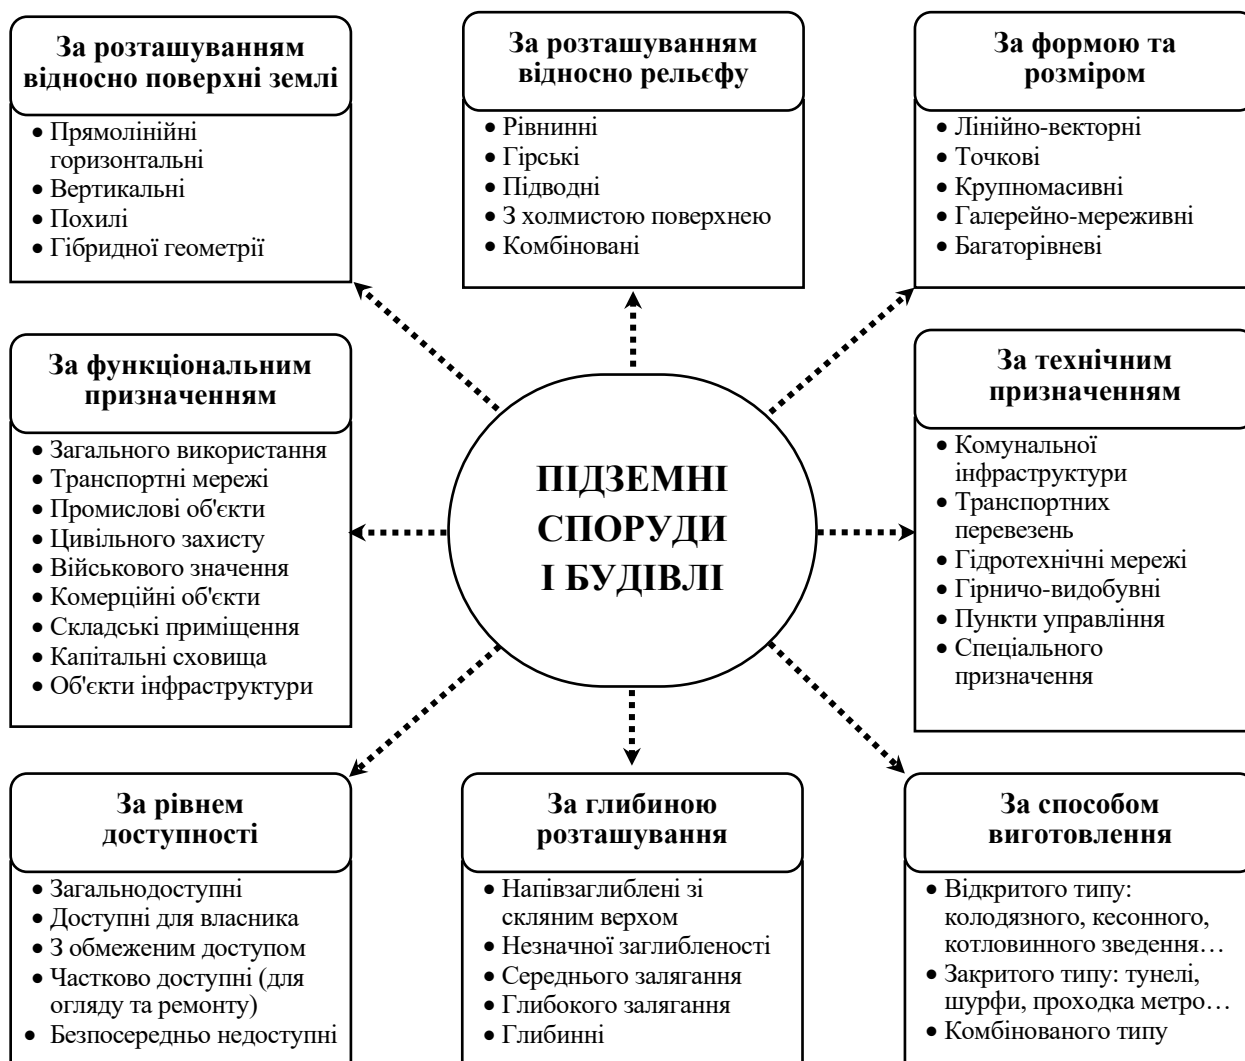 За розташуванням
відносно поверхні землі
• Прямолінійні
горизонтальні
• Вертикальні
• Похилі
• Гібридної геометрії
За розташуванням
відносно рельєфу
• Рівнинні
• Гірські
• Підводні
• З холмистою поверхнею
• Комбіновані
За формою та
розміром
• Лінійно-векторні
• Точкові
• Крупномасивні
• Галерейно-мереживні
• Багаторівневі
За функціональним
призначенням
• Загального використання
• Транспортні мережі
• Промислові об'єкти
• Цивільного захисту
• Військового значення
• Комерційні об'єкти
• Складські приміщення
• Капітальні сховища
• Об'єкти інфраструктури
ПІДЗЕМНІ
СПОРУДИ
І БУДІВЛІ
За технічним
призначенням
• Комунальної
інфраструктури
• Транспортних
перевезень
• Гідротехнічні мережі
• Гірничо-видобувні
• Пункти управління
• Спеціального
призначення
За рівнем
доступності
• Загальнодоступні
• Доступні для власника
• З обмеженим доступом
• Частково доступні (для
огляду та ремонту)
• Безпосередньо недоступні
За глибиною
розташування
• Напівзаглиблені зі
скляним верхом
• Незначної заглибленості
• Середнього залягання
• Глибокого залягання
• Глибинні
За способом
виготовлення
• Відкритого типу:
колодязного, кесонного,
котловинного зведення…
• Закритого типу: тунелі,
шурфи, проходка метро…
• Комбінованого типу